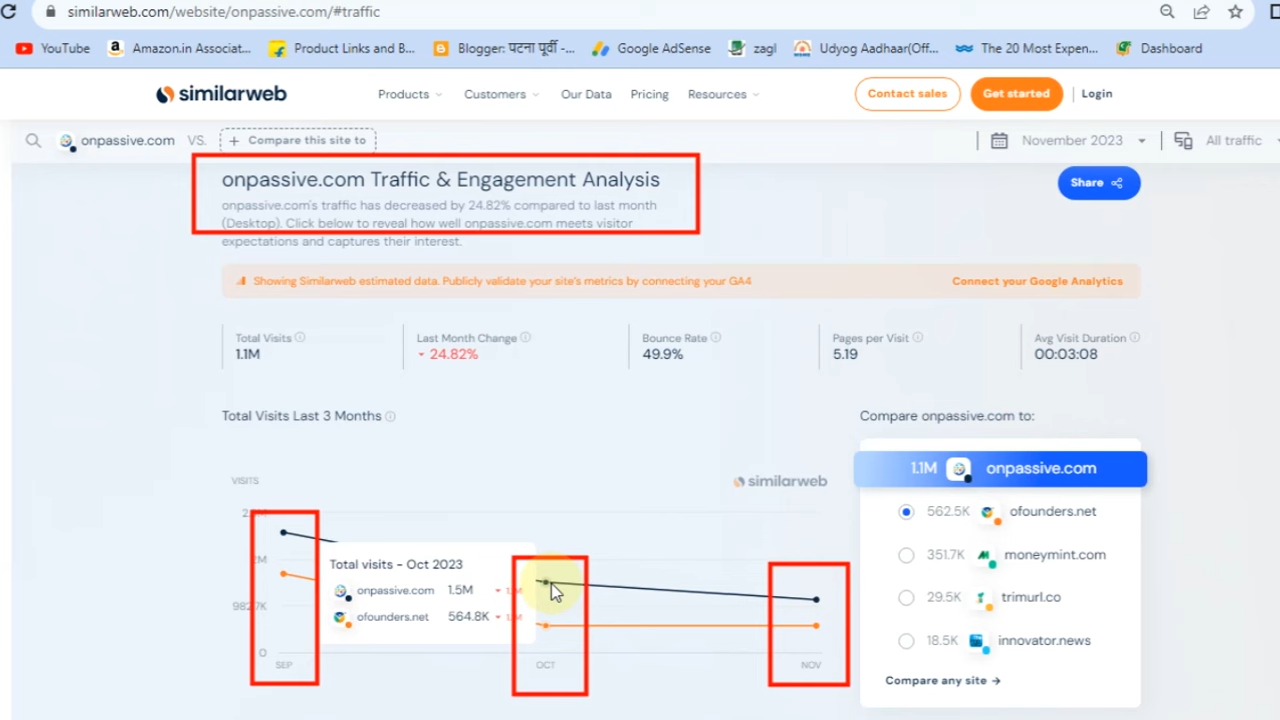 similarweb.com/website/onpassive.com/#traffic
YouTube Amazon.in Associat... Product Links and B... Blogger: पटना पूर्वी -... Google AdSense zagl Udyog Aadhaar(Off... The 20 Most Expen... Dashboard
similarweb Products Customers Our Data Pricing Resources Contact sales Get started Login
onpassive.com VS. + Compare this site to November 2023 All traffic
onpassive.com Traffic & Engagement Analysis
Share
onpassive.com's traffic has decreased by 24.82% compared to last month
(Desktop). Click below to reveal how well onpassive.com meets visitor
expectations and captures their interest.
Showing Similarweb estimated data. Publicly validate your site's metrics by connecting your GA4 Connect your Google Analytics
Total Visits Last Month Change Bounce Rate Pages per Visit Avg Visit Duration
1.1M 24.82% 49.9% 5.19 00:03:08
Total Visits Last 3 Months
Compare onpassive.com to:
VISITS
similarweb
1.1M onpassive.com
562.5K ofounders.net
351.7K moneymint.com
29.5K trimurl.co
18.5K innovator.news
Compare any site →
Total visits - Oct 2023
onpassive.com 1.5M
ofounders.net 564.8K
0
SEP OCT NOV